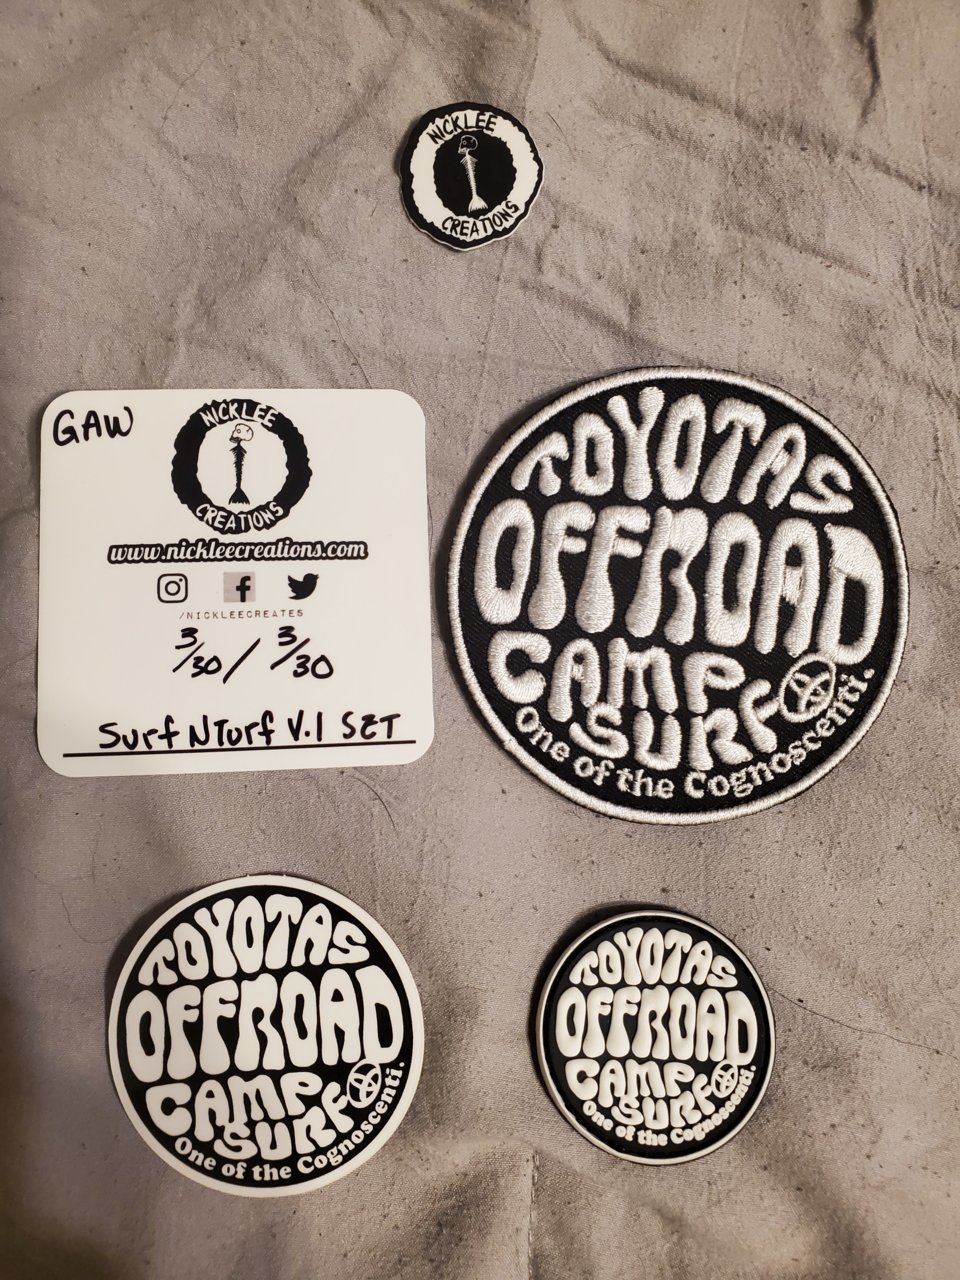 NICKLEE
CREATIONS
GAW
NICKLEE
CREATIONS
www.nickleecreations.com
/NICKLEECREATES
3/30 / 3/30
Surf N Turf V.1 SET
TOYOTAS
OFFROAD
CAMP
SURF
One of the Cognoscenti.
TOYOTAS
OFFROAD
CAMP
SURF
One of the Cognoscenti.
TOYOTAS
OFFROAD
CAMP
SURF
One of the Cognoscenti.